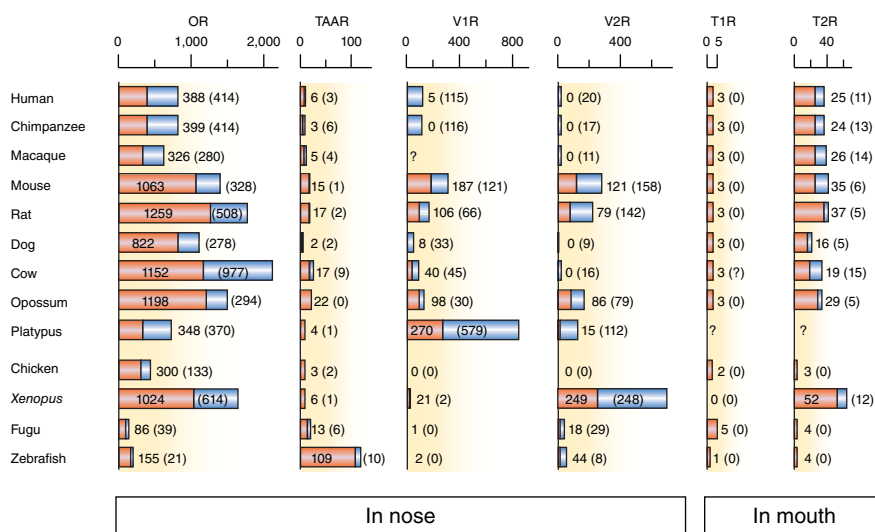 OR TAAR V1R V2R T1R T2R
0 1,000 2,000 0 100 0 400 800 0 400 0 5 0 40
Human 388 (414) 6 (3) 5 (115) 0 (20) 3 (0) 25 (11)
Chimpanzee 399 (414) 3 (6) 0 (116) 0 (17) 3 (0) 24 (13)
Macaque 326 (280) 5 (4) ? 0 (11) 3 (0) 26 (14)
Mouse 1063 (328) 15 (1) 187 (121) 121 (158) 3 (0) 35 (6)
Rat 1259 (508) 17 (2) 106 (66) 79 (142) 3 (0) 37 (5)
Dog 822 (278) 2 (2) 8 (33) 0 (9) 3 (0) 16 (5)
Cow 1152 (977) 17 (9) 40 (45) 0 (16) 3 (?) 19 (15)
Opossum 1198 (294) 22 (0) 98 (30) 86 (79) 3 (0) 29 (5)
Platypus 348 (370) 4 (1) 270 (579) 15 (112) ? ?
Chicken 300 (133) 3 (2) 0 (0) 0 (0) 2 (0) 3 (0)
Xenopus 1024 (614) 6 (1) 21 (2) 249 (248) 0 (0) 52 (12)
Fugu 86 (39) 13 (6) 1 (0) 18 (29) 5 (0) 4 (0)
Zebrafish 155 (21) 109 (10) 2 (0) 44 (8) 1 (0) 4 (0)
In nose In mouth